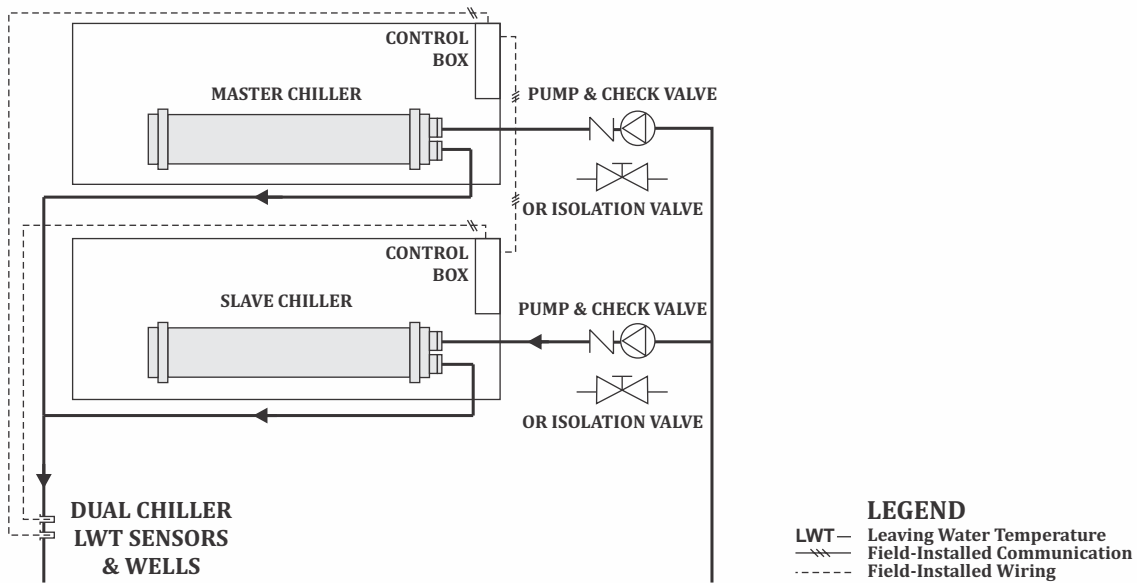 CONTROL
BOX
MASTER CHILLER
PUMP & CHECK VALVE
OR ISOLATION VALVE
CONTROL
BOX
SLAVE CHILLER
PUMP & CHECK VALVE
OR ISOLATION VALVE
DUAL CHILLER
LWT SENSORS
& WELLS
LEGEND
LWT — Leaving Water Temperature
Field-Installed Communication
Field-Installed Wiring